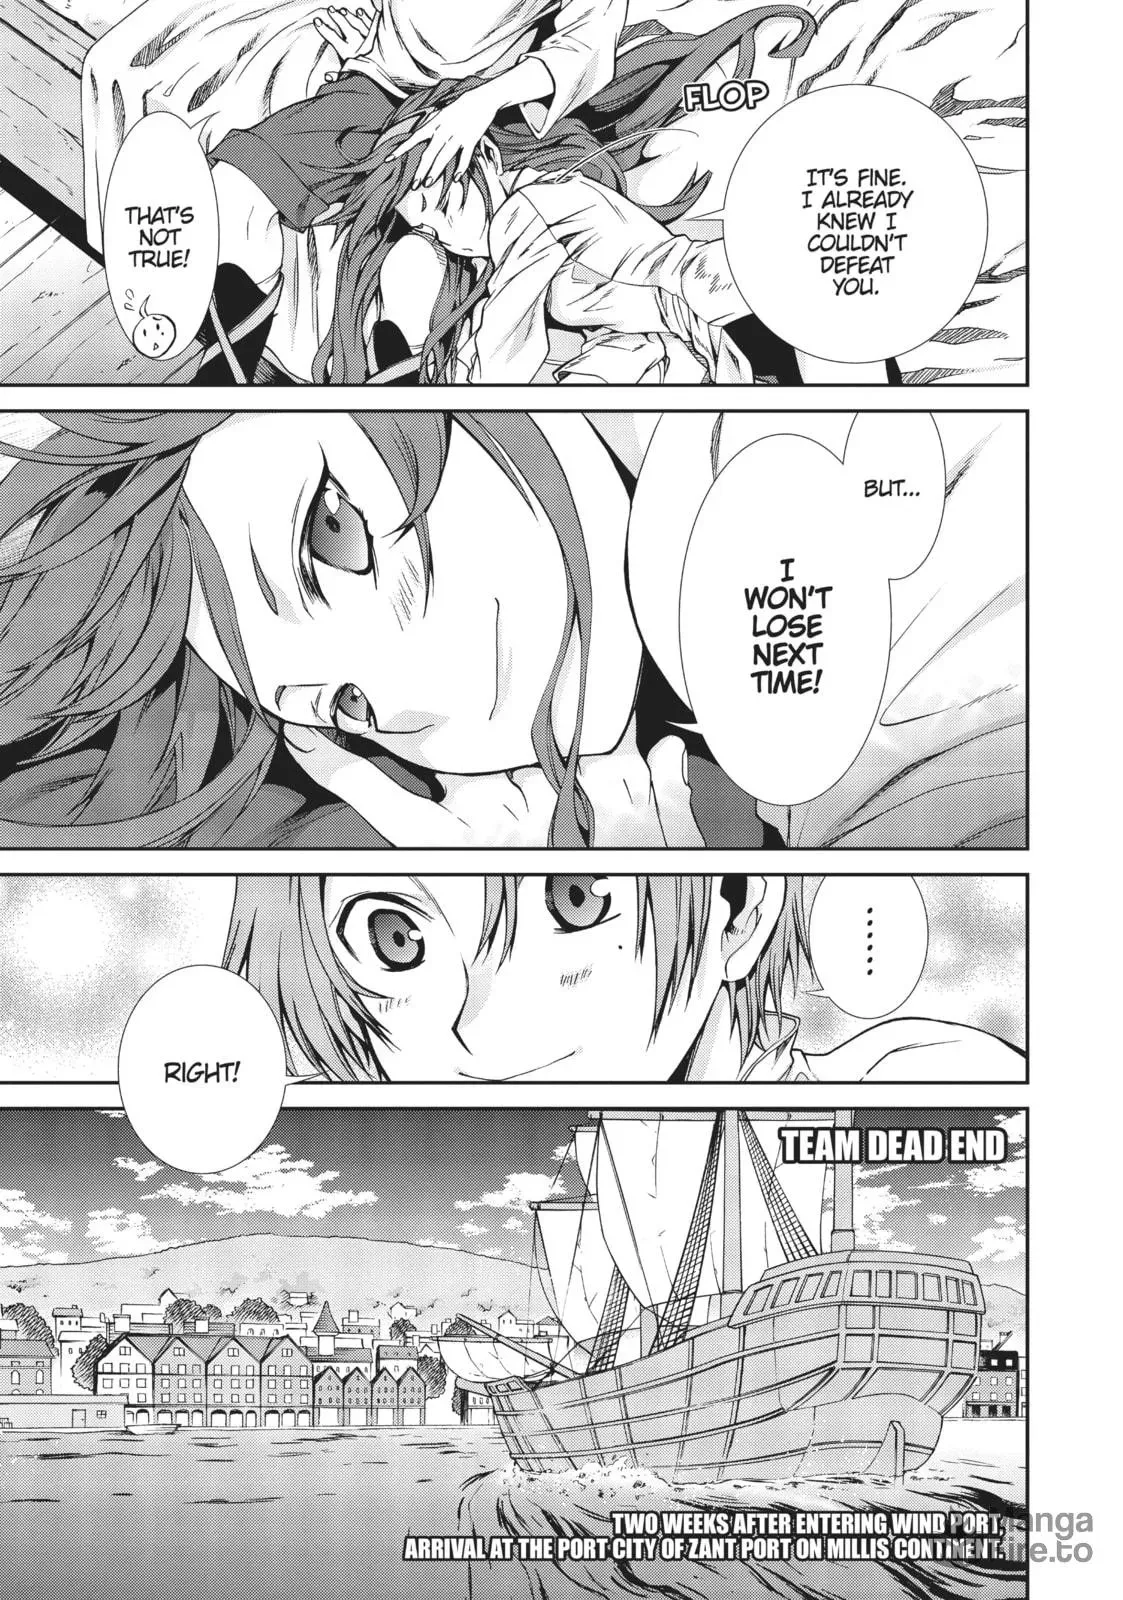 FLOP
IT'S FINE.
I ALREADY
KNEW I
COULDN'T
DEFEAT
YOU.
THAT'S
NOT
TRUE!
BUT...
I
WON'T
LOSE
NEXT
TIME!
......
RIGHT!
TEAM DEAD END
TWO WEEKS AFTER ENTERING WIND PORT,
ARRIVAL AT THE PORT CITY OF ZANT PORT ON MILLIS CONTINENT.
Manga
ire.to